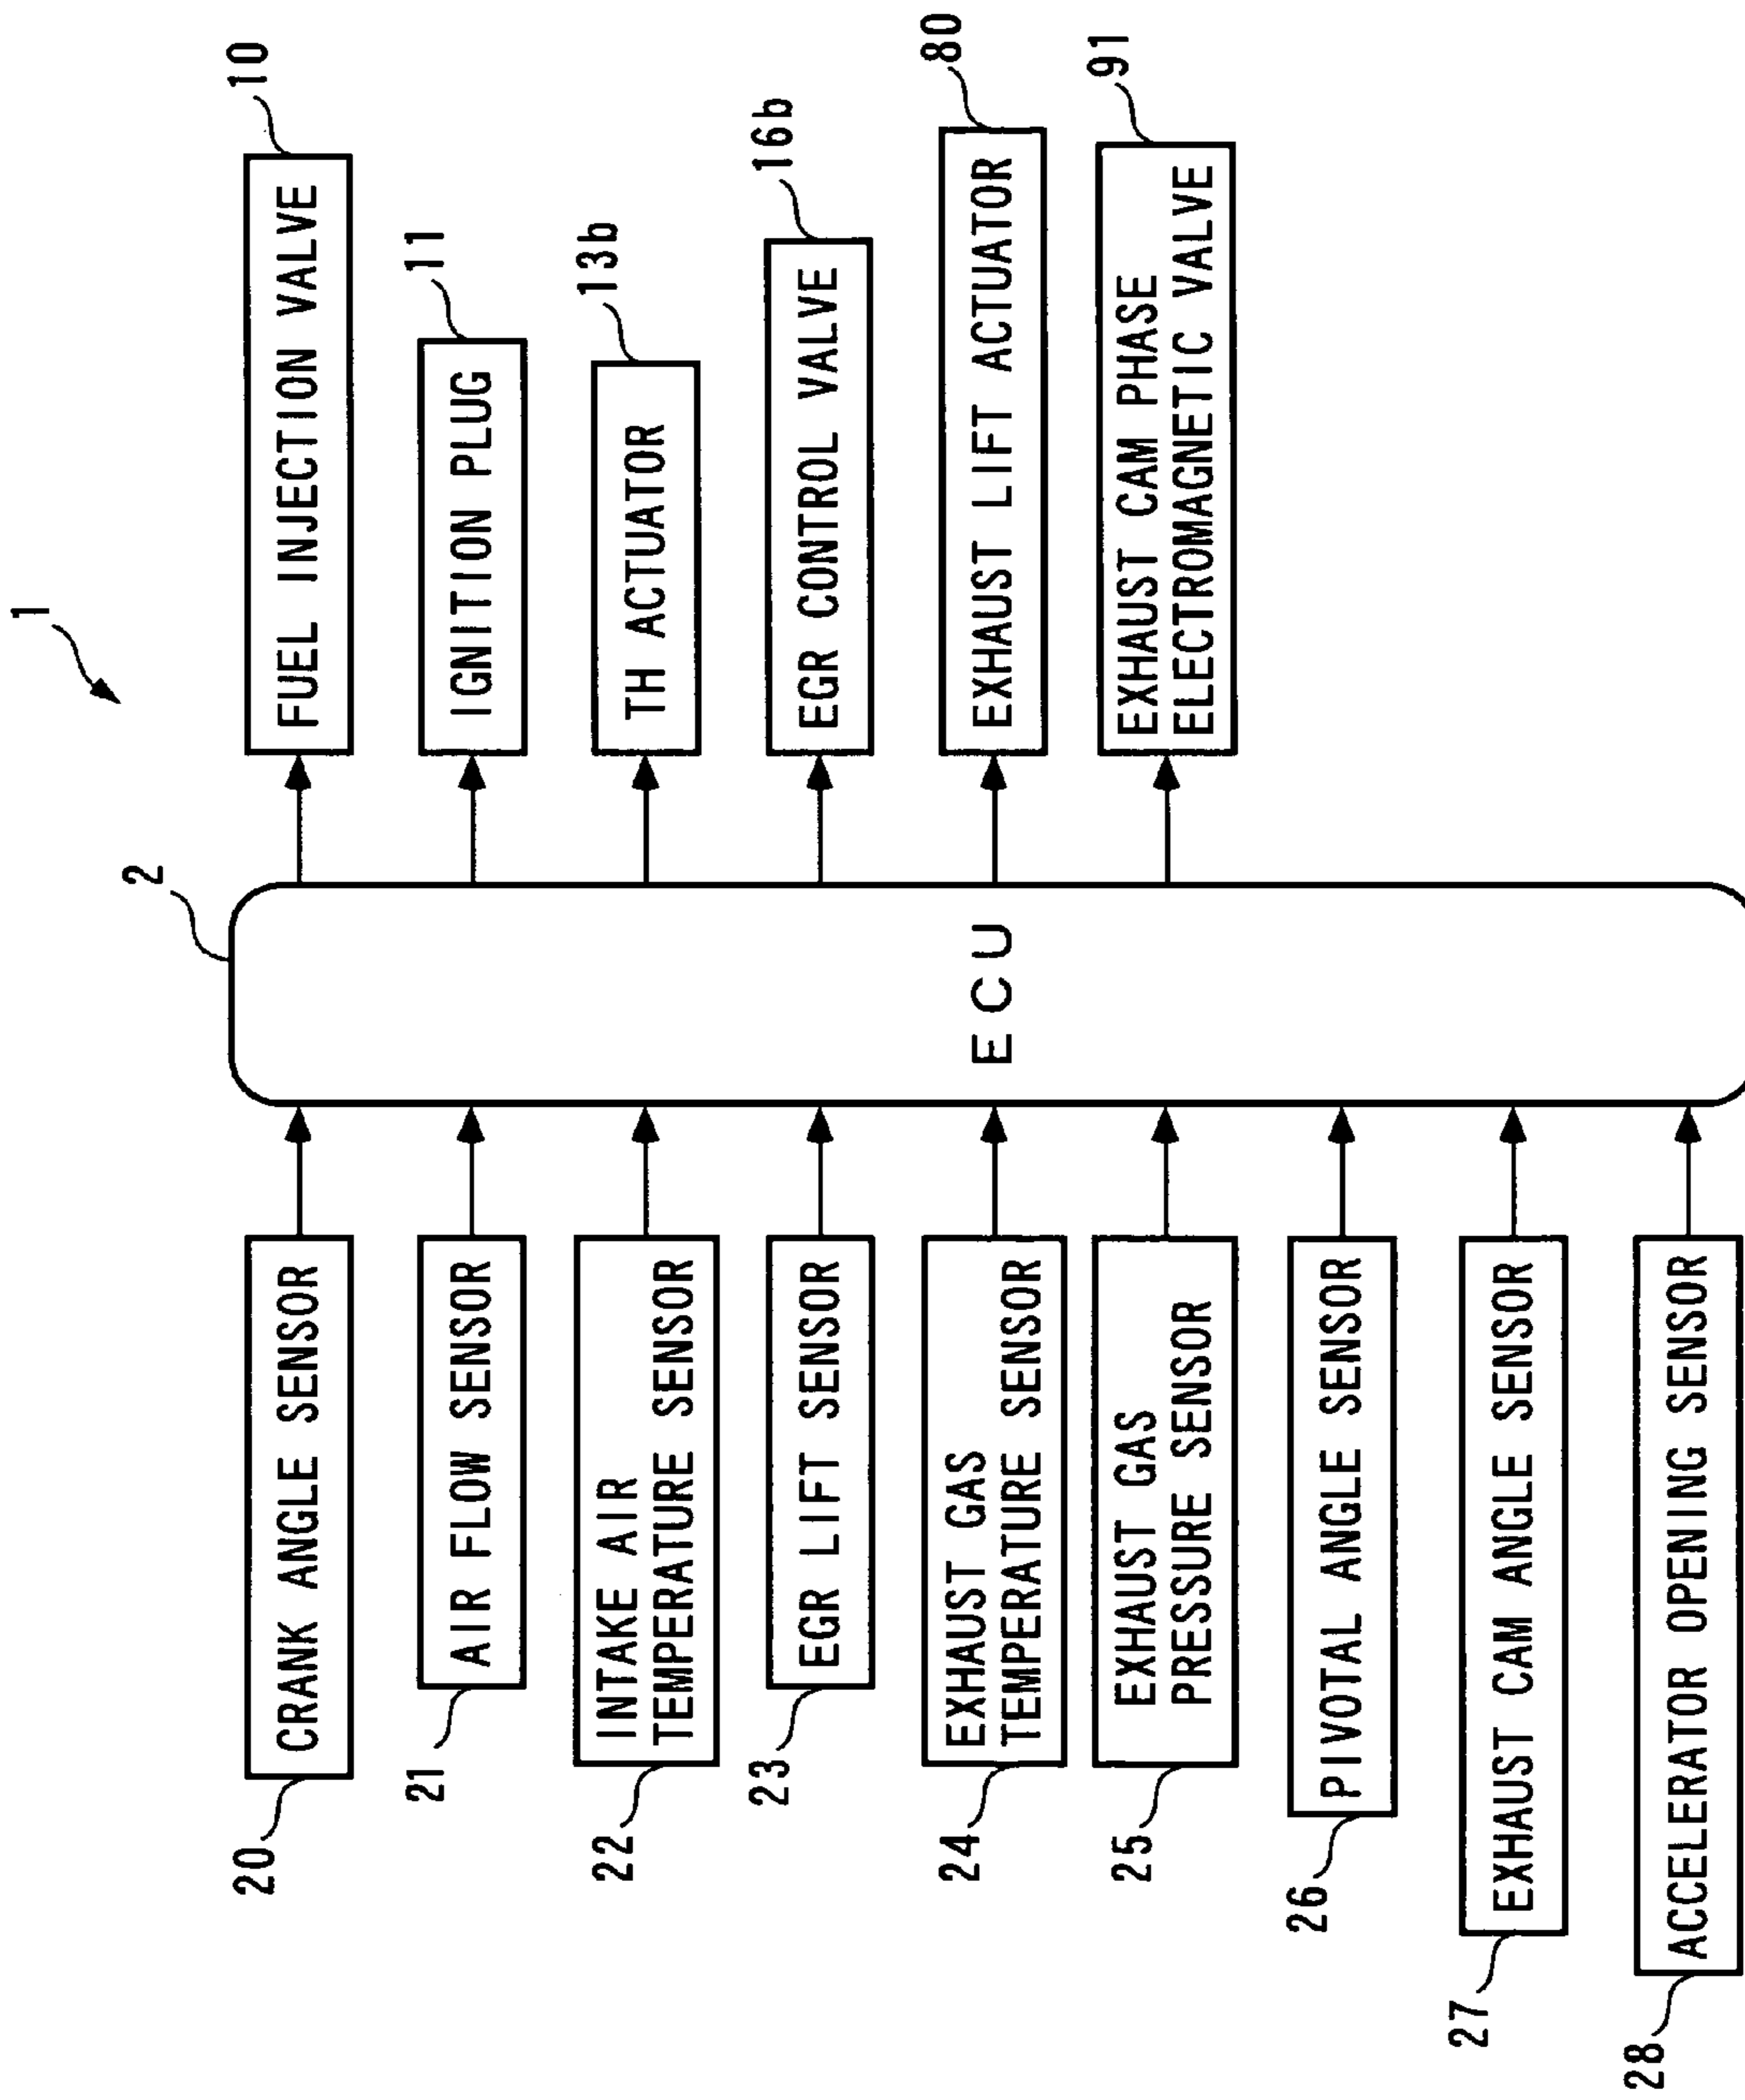 1
2
20
CRANK ANGLE SENSOR
21
AIR FLOW SENSOR
22
INTAKE AIR
TEMPERATURE SENSOR
23
EGR LIFT SENSOR
24
EXHAUST GAS
TEMPERATURE SENSOR
25
EXHAUST GAS
PRESSURE SENSOR
26
PIVOTAL ANGLE SENSOR
27
EXHAUST CAM ANGLE SENSOR
28
ACCELERATOR OPENING SENSOR
ECU
FUEL INJECTION VALVE
10
IGNITION PLUG
11
TH ACTUATOR
13b
EGR CONTROL VALVE
16b
EXHAUST LIFT ACTUATOR
80
EXHAUST CAM PHASE
ELECTROMAGNETIC VALVE
91